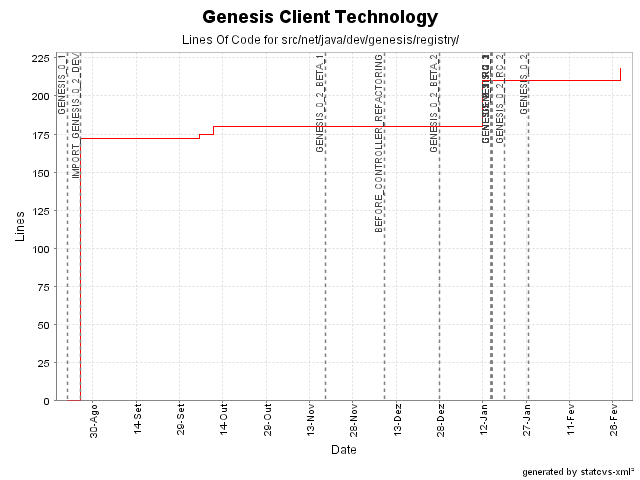 Genesis Client Technology
Lines Of Code for src/net/java/dev/genesis/registry/
Lines
225
200
175
150
125
100
75
50
25
0
GENESIS_0_1
IMPORT_GENESIS_0_2_DEV
GENESIS_0_2_BETA_1
BEFORE_CONTROLLER_REFACTORING
GENESIS_0_2_BETA_2
GENESIS_0_2_RC_2
GENESIS_0_2
30-Ago
14-Set
29-Set
14-Out
29-Out
13-Nov
28-Nov
13-Dez
28-Dez
12-Jan
27-Jan
11-Fev
26-Fev
Date
generated by statcvs-xml²